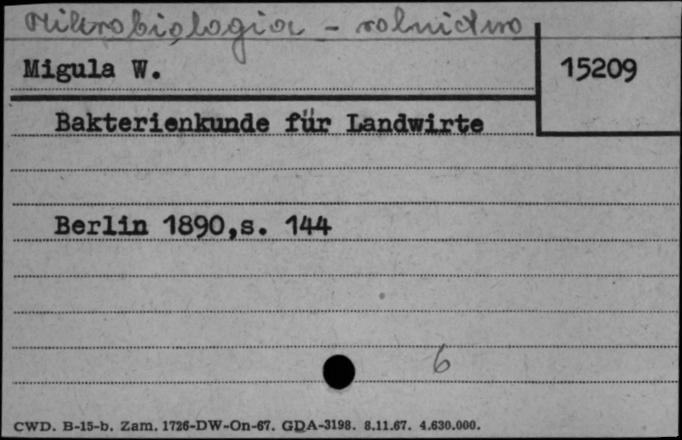 Mikrobiologia - rolnictwo
Migula W.
15209
Bakterienkunde für Landwirte
Berlin 1890,s. 144
6
CWD. B-15-b. Zam. 1726-DW-On-67. GDA-3198. 8.11.67. 4.630.000.